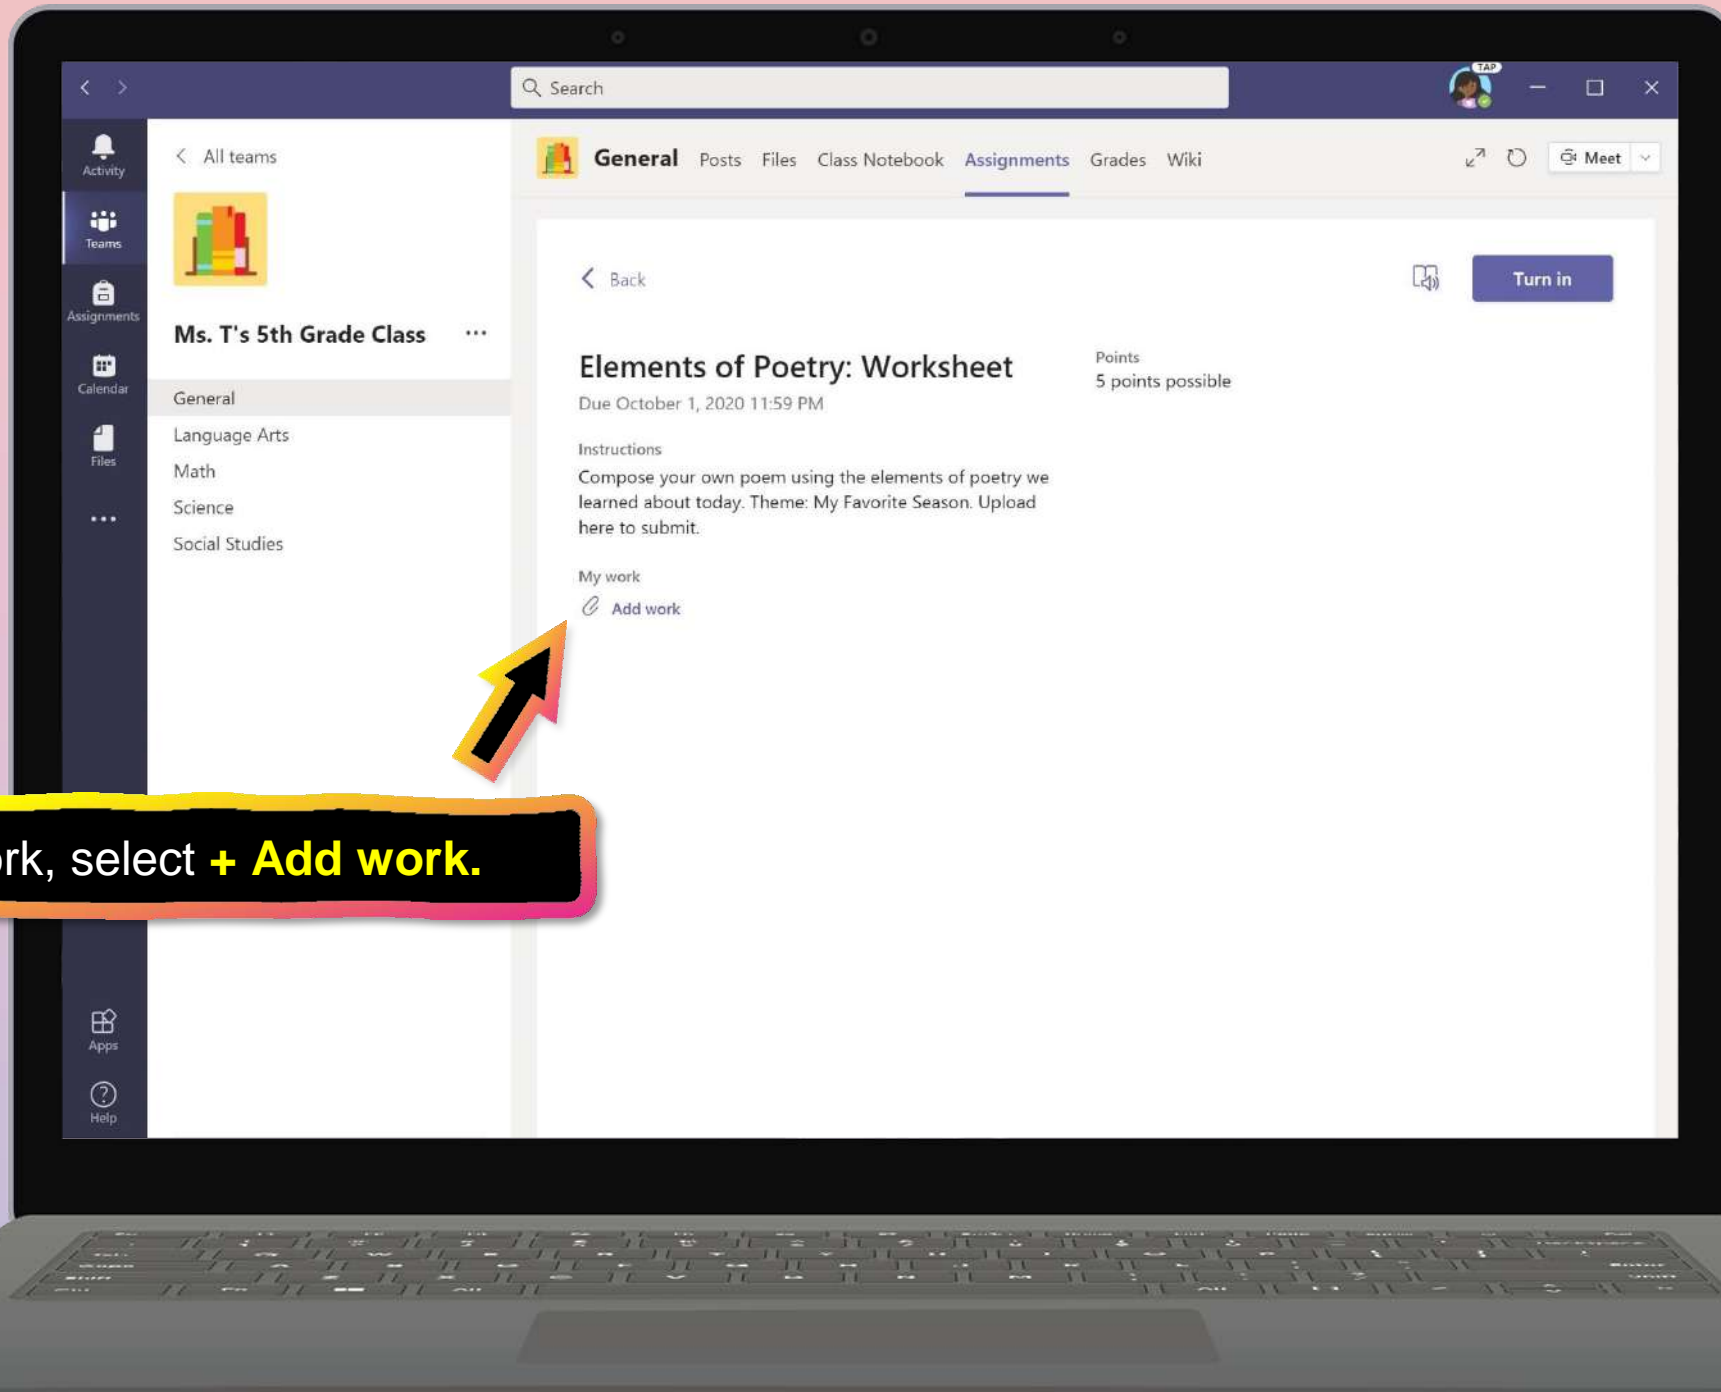 Search
TAP
Activity
Teams
Assignments
Calendar
Files
Apps
Help
All teams
Ms. T's 5th Grade Class
General
Language Arts
Math
Science
Social Studies
General Posts Files Class Notebook Assignments Grades Wiki
Meet
Back
Turn in
Elements of Poetry: Worksheet
Due October 1, 2020 11:59 PM
Points
5 points possible
Instructions
Compose your own poem using the elements of poetry we
learned about today. Theme: My Favorite Season. Upload
here to submit.
My work
Add work
rk, select + Add work.